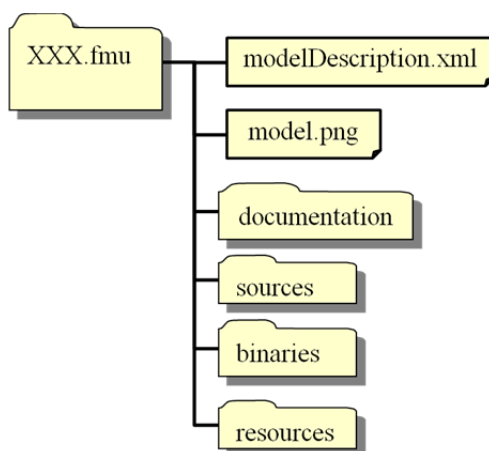 XXX.fmu
modelDescription.xml
model.png
documentation
sources
binaries
resources